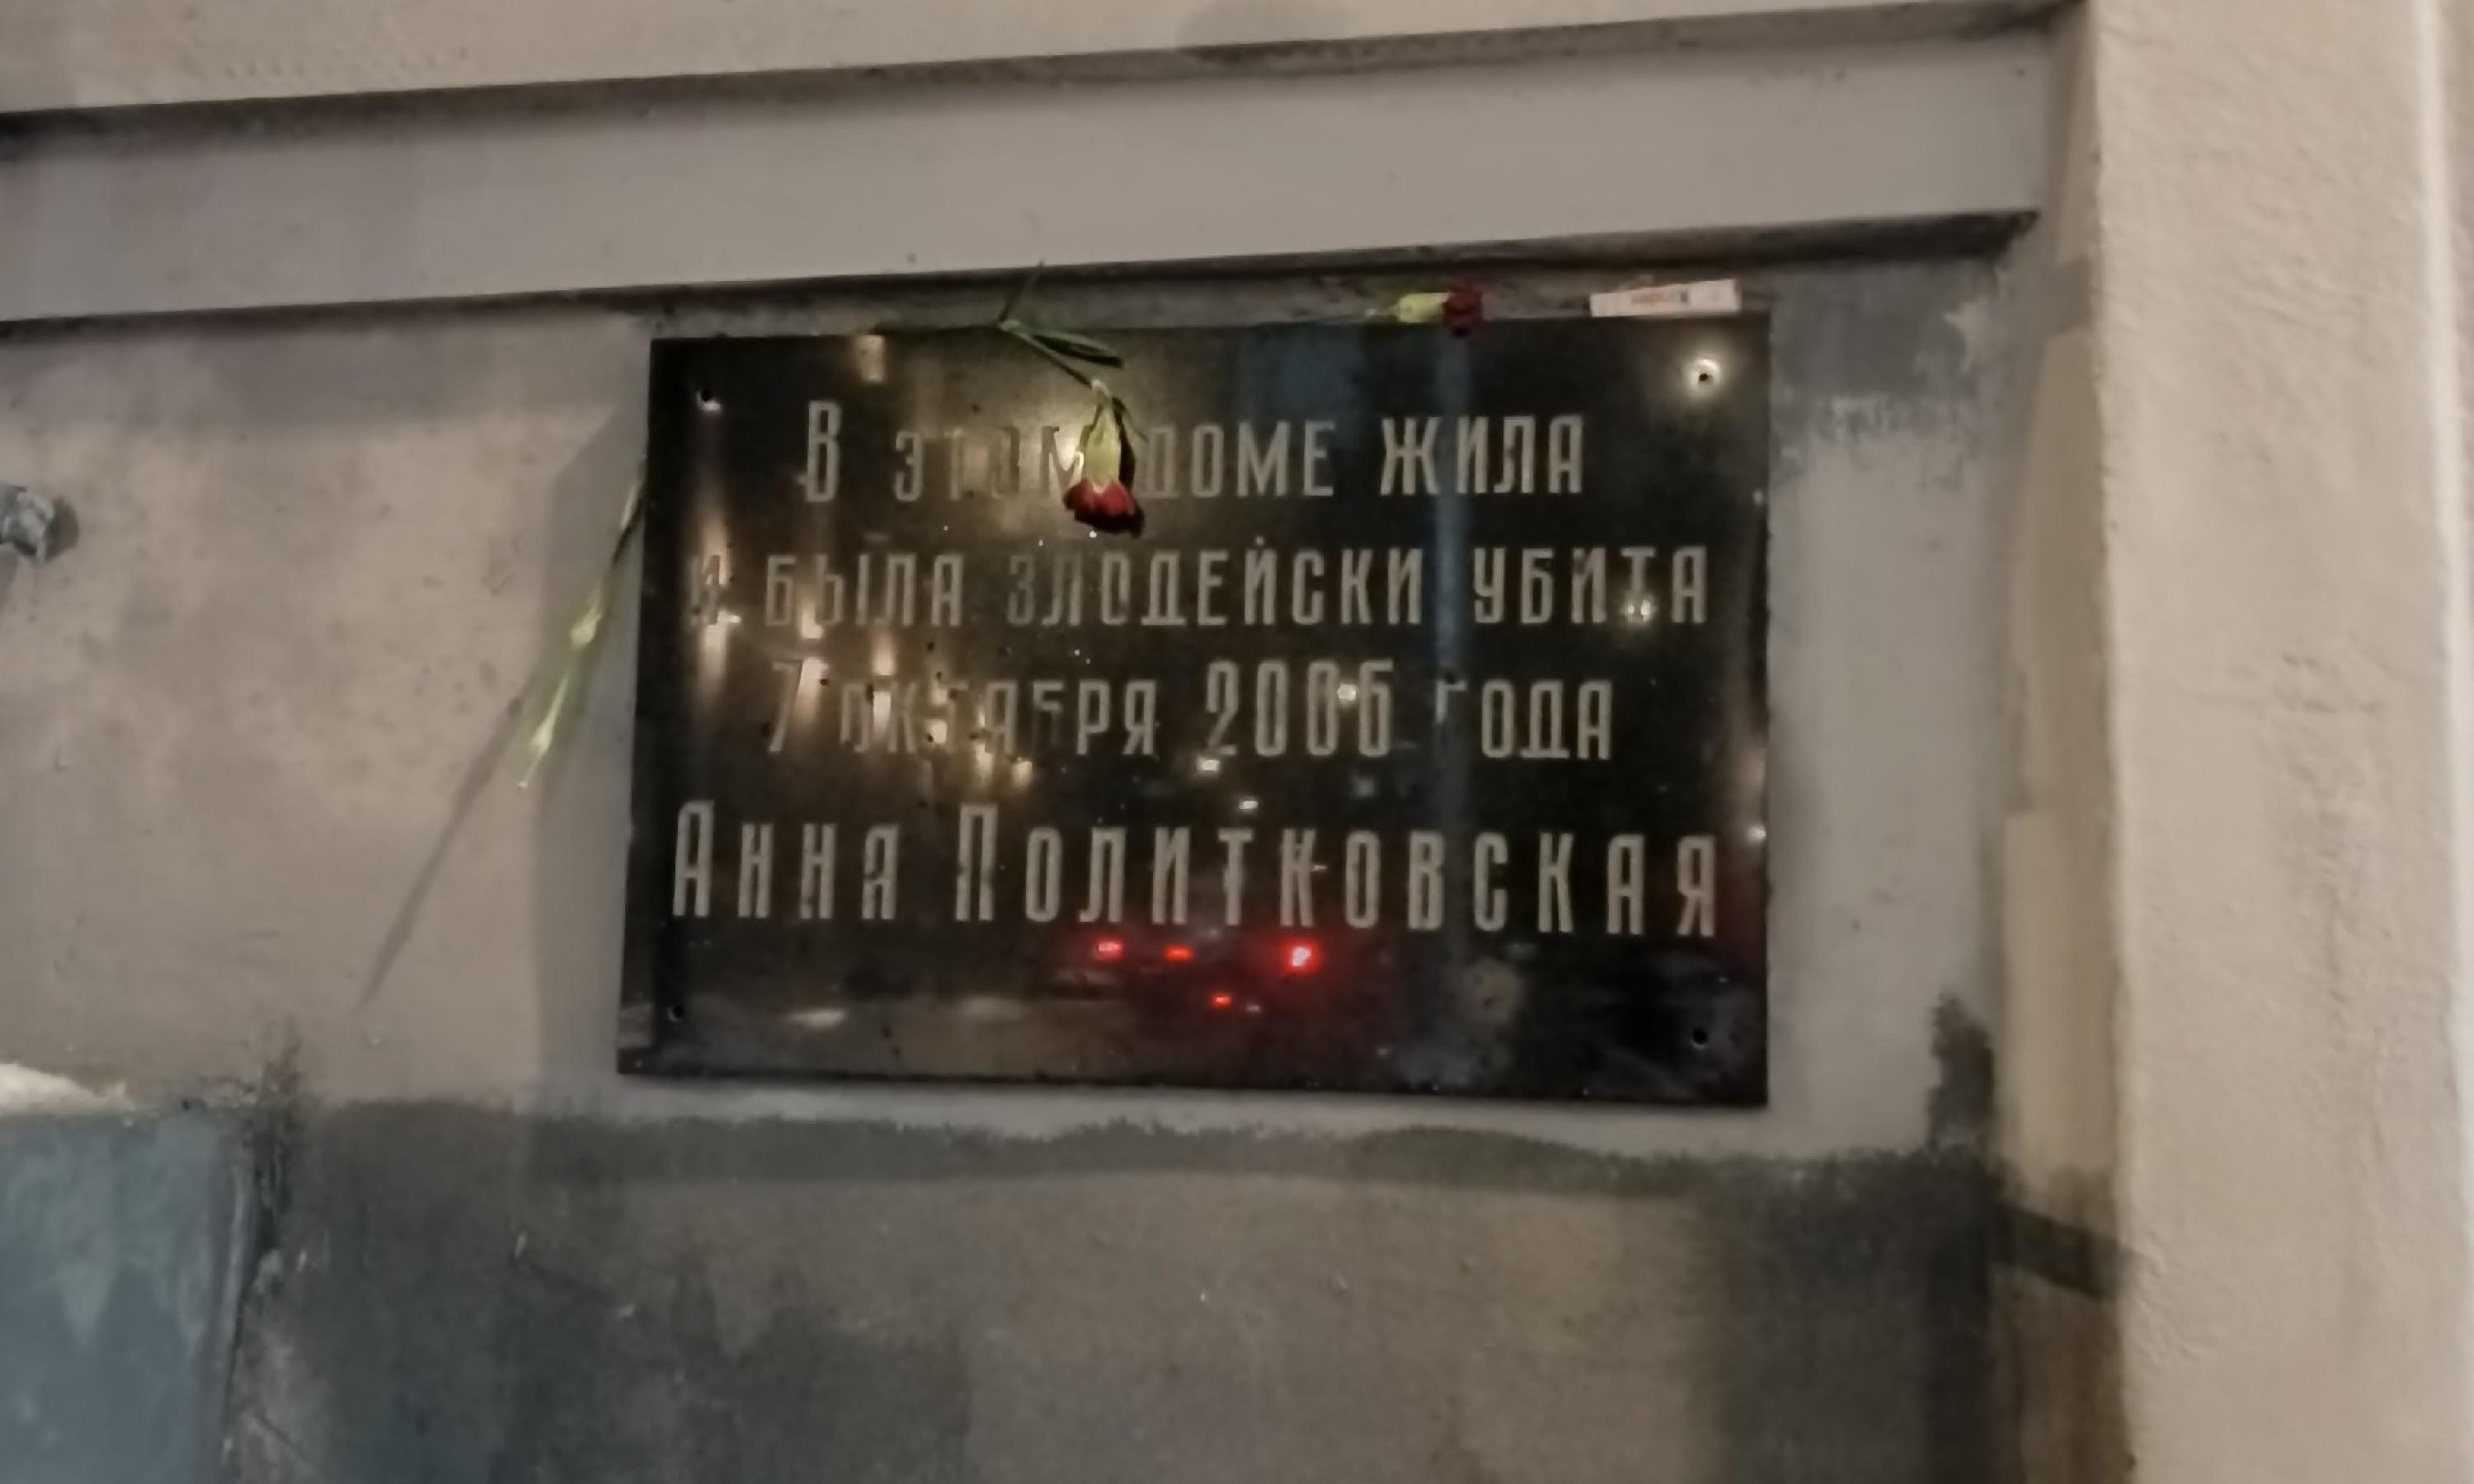 В этом доме жила
и была злодейски убита
7 октября 2006 года
Анна Политковская